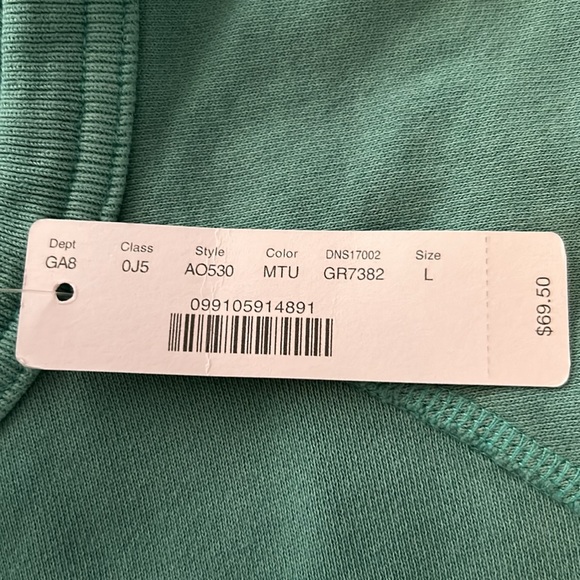 Dept Class Style Color DNS17002 Size
GA8 0J5 AO530 MTU GR7382 L
099105914891
$69.50